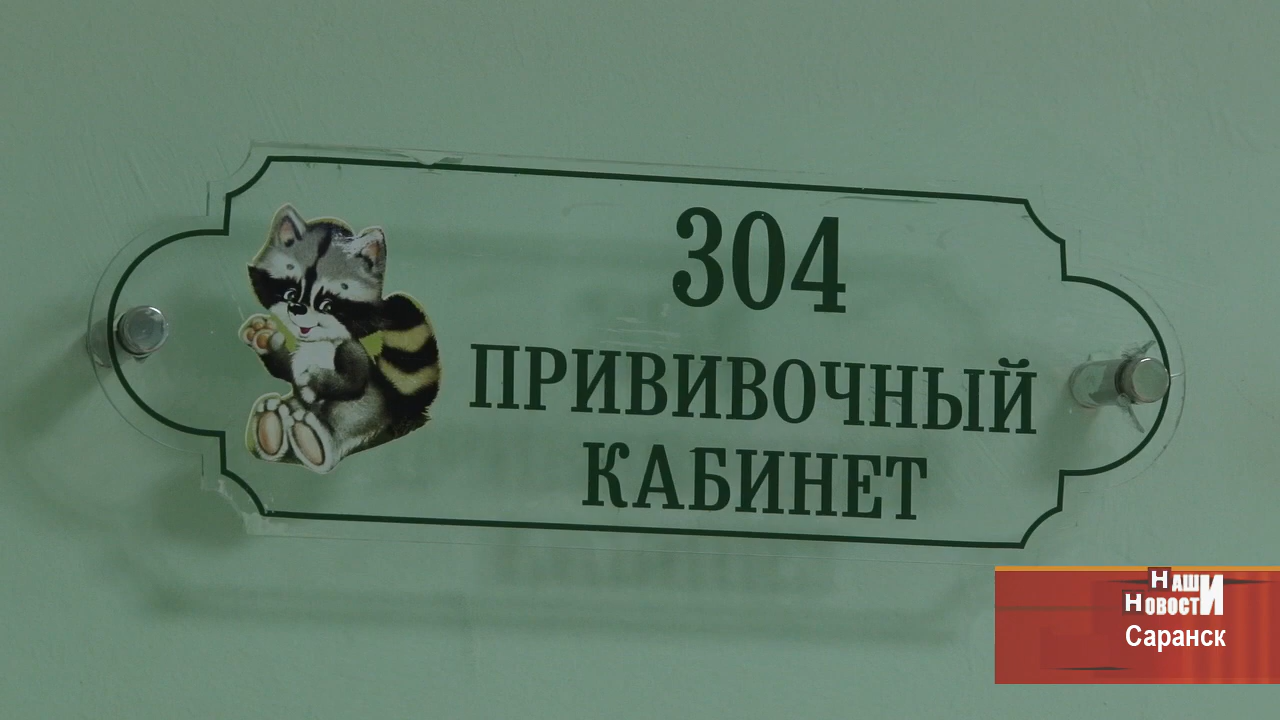 304
ПРИВИВОЧНЫЙ
КАБИНЕТ
НАШИ
НОВОСТИ
Саранск